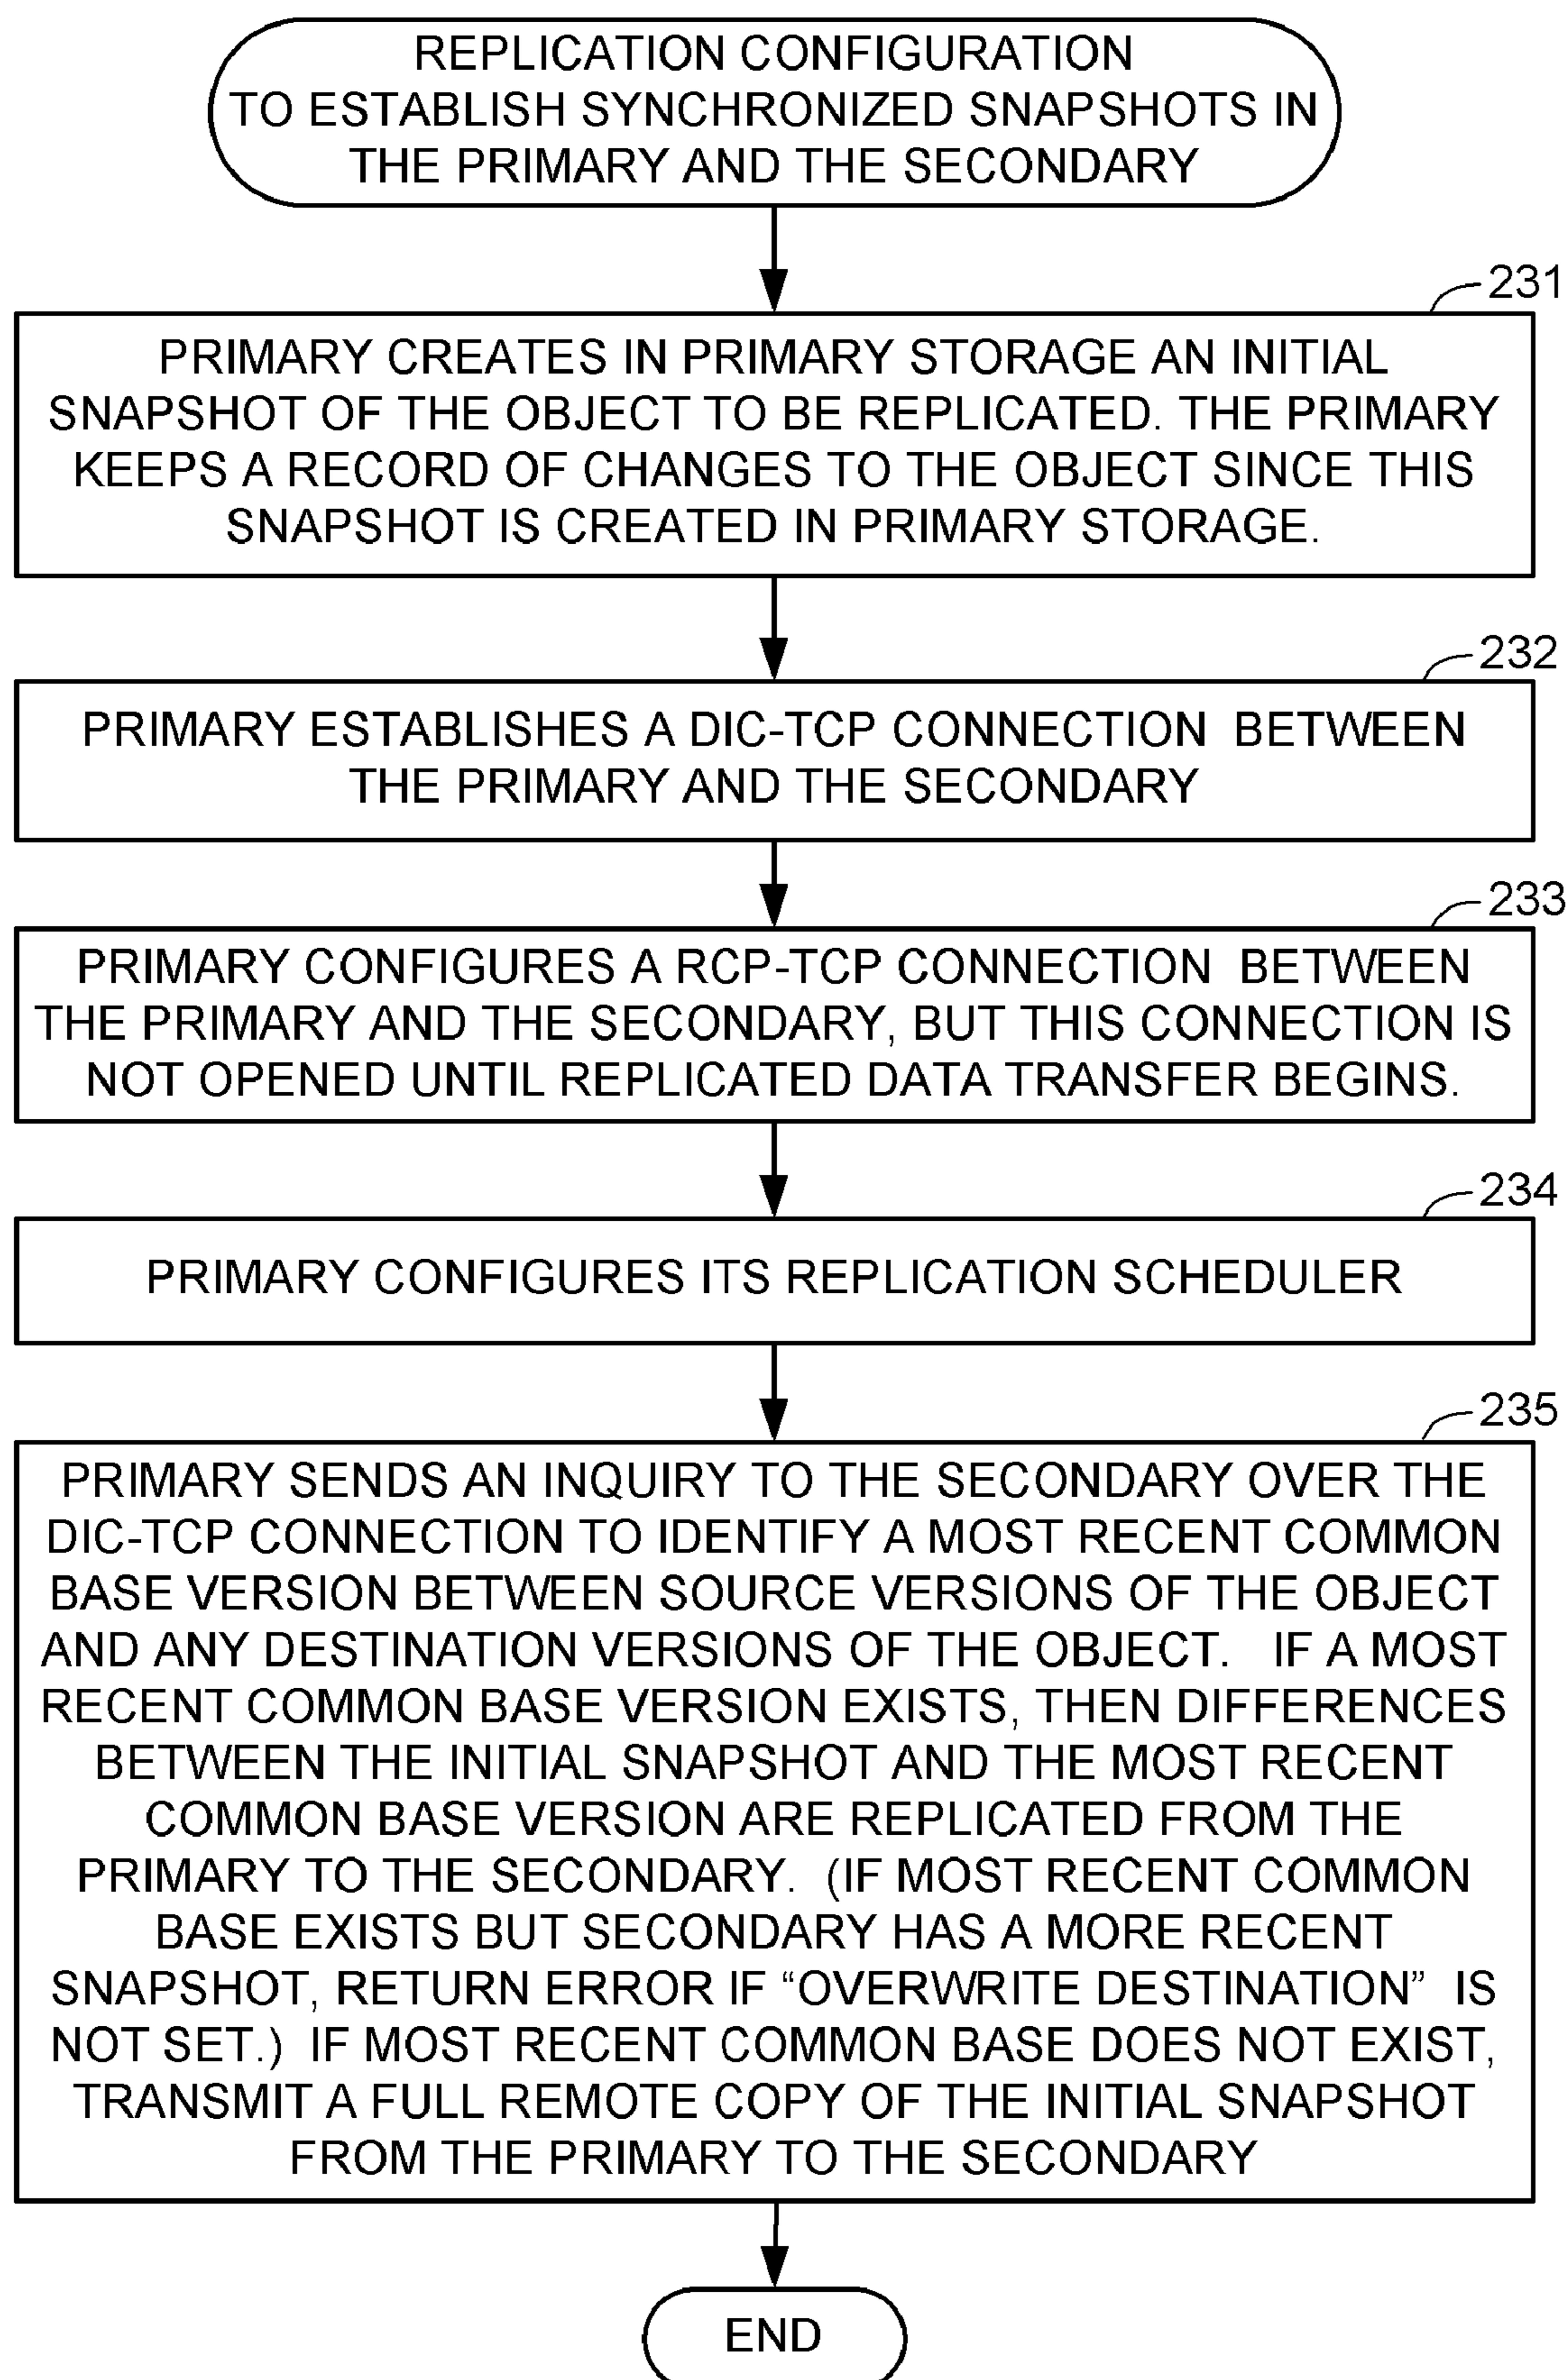 REPLICATION CONFIGURATION
TO ESTABLISH SYNCHRONIZED SNAPSHOTS IN
THE PRIMARY AND THE SECONDARY
231
PRIMARY CREATES IN PRIMARY STORAGE AN INITIAL
SNAPSHOT OF THE OBJECT TO BE REPLICATED. THE PRIMARY
KEEPS A RECORD OF CHANGES TO THE OBJECT SINCE THIS
SNAPSHOT IS CREATED IN PRIMARY STORAGE.
232
PRIMARY ESTABLISHES A DIC-TCP CONNECTION BETWEEN
THE PRIMARY AND THE SECONDARY
233
PRIMARY CONFIGURES A RCP-TCP CONNECTION BETWEEN
THE PRIMARY AND THE SECONDARY, BUT THIS CONNECTION IS
NOT OPENED UNTIL REPLICATED DATA TRANSFER BEGINS.
234
PRIMARY CONFIGURES ITS REPLICATION SCHEDULER
235
PRIMARY SENDS AN INQUIRY TO THE SECONDARY OVER THE
DIC-TCP CONNECTION TO IDENTIFY A MOST RECENT COMMON
BASE VERSION BETWEEN SOURCE VERSIONS OF THE OBJECT
AND ANY DESTINATION VERSIONS OF THE OBJECT. IF A MOST
RECENT COMMON BASE VERSION EXISTS, THEN DIFFERENCES
BETWEEN THE INITIAL SNAPSHOT AND THE MOST RECENT
COMMON BASE VERSION ARE REPLICATED FROM THE
PRIMARY TO THE SECONDARY. (IF MOST RECENT COMMON
BASE EXISTS BUT SECONDARY HAS A MORE RECENT
SNAPSHOT, RETURN ERROR IF “OVERWRITE DESTINATION” IS
NOT SET.) IF MOST RECENT COMMON BASE DOES NOT EXIST,
TRANSMIT A FULL REMOTE COPY OF THE INITIAL SNAPSHOT
FROM THE PRIMARY TO THE SECONDARY
END